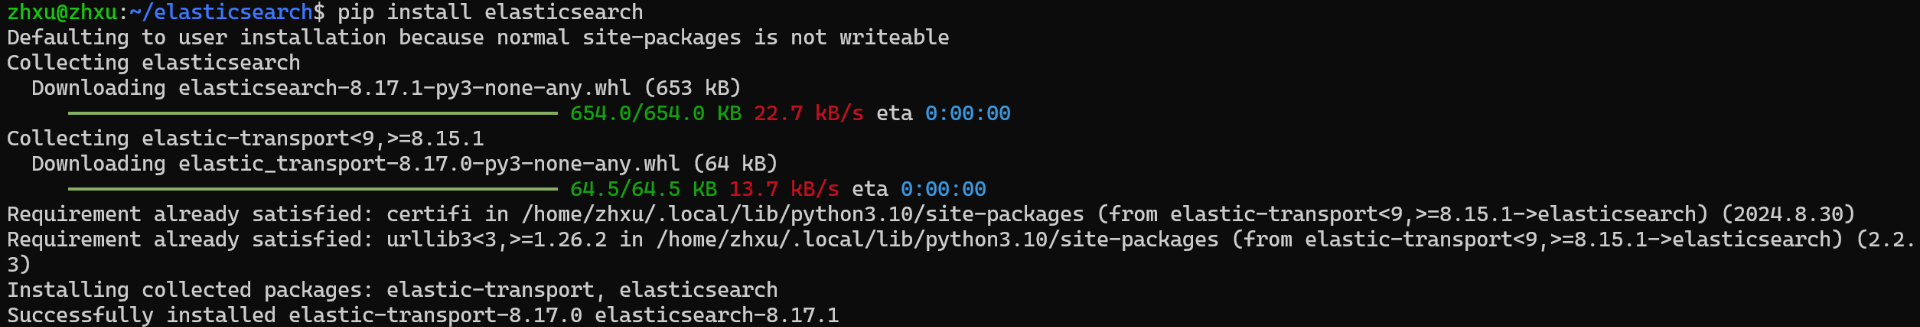 zhxu@zhxu:~/elasticsearch$ pip install elasticsearch
Defaulting to user installation because normal site-packages is not writeable
Collecting elasticsearch
  Downloading elasticsearch-8.17.1-py3-none-any.whl (653 kB)
654.0/654.0 KB 22.7 kB/s eta 0:00:00
Collecting elastic-transport<9,>=8.15.1
  Downloading elastic_transport-8.17.0-py3-none-any.whl (64 kB)
64.5/64.5 KB 13.7 kB/s eta 0:00:00
Requirement already satisfied: certifi in /home/zhxu/.local/lib/python3.10/site-packages (from elastic-transport<9,>=8.15.1->elasticsearch) (2024.8.30)
Requirement already satisfied: urllib3<3,>=1.26.2 in /home/zhxu/.local/lib/python3.10/site-packages (from elastic-transport<9,>=8.15.1->elasticsearch) (2.2.
3)
Installing collected packages: elastic-transport, elasticsearch
Successfully installed elastic-transport-8.17.0 elasticsearch-8.17.1